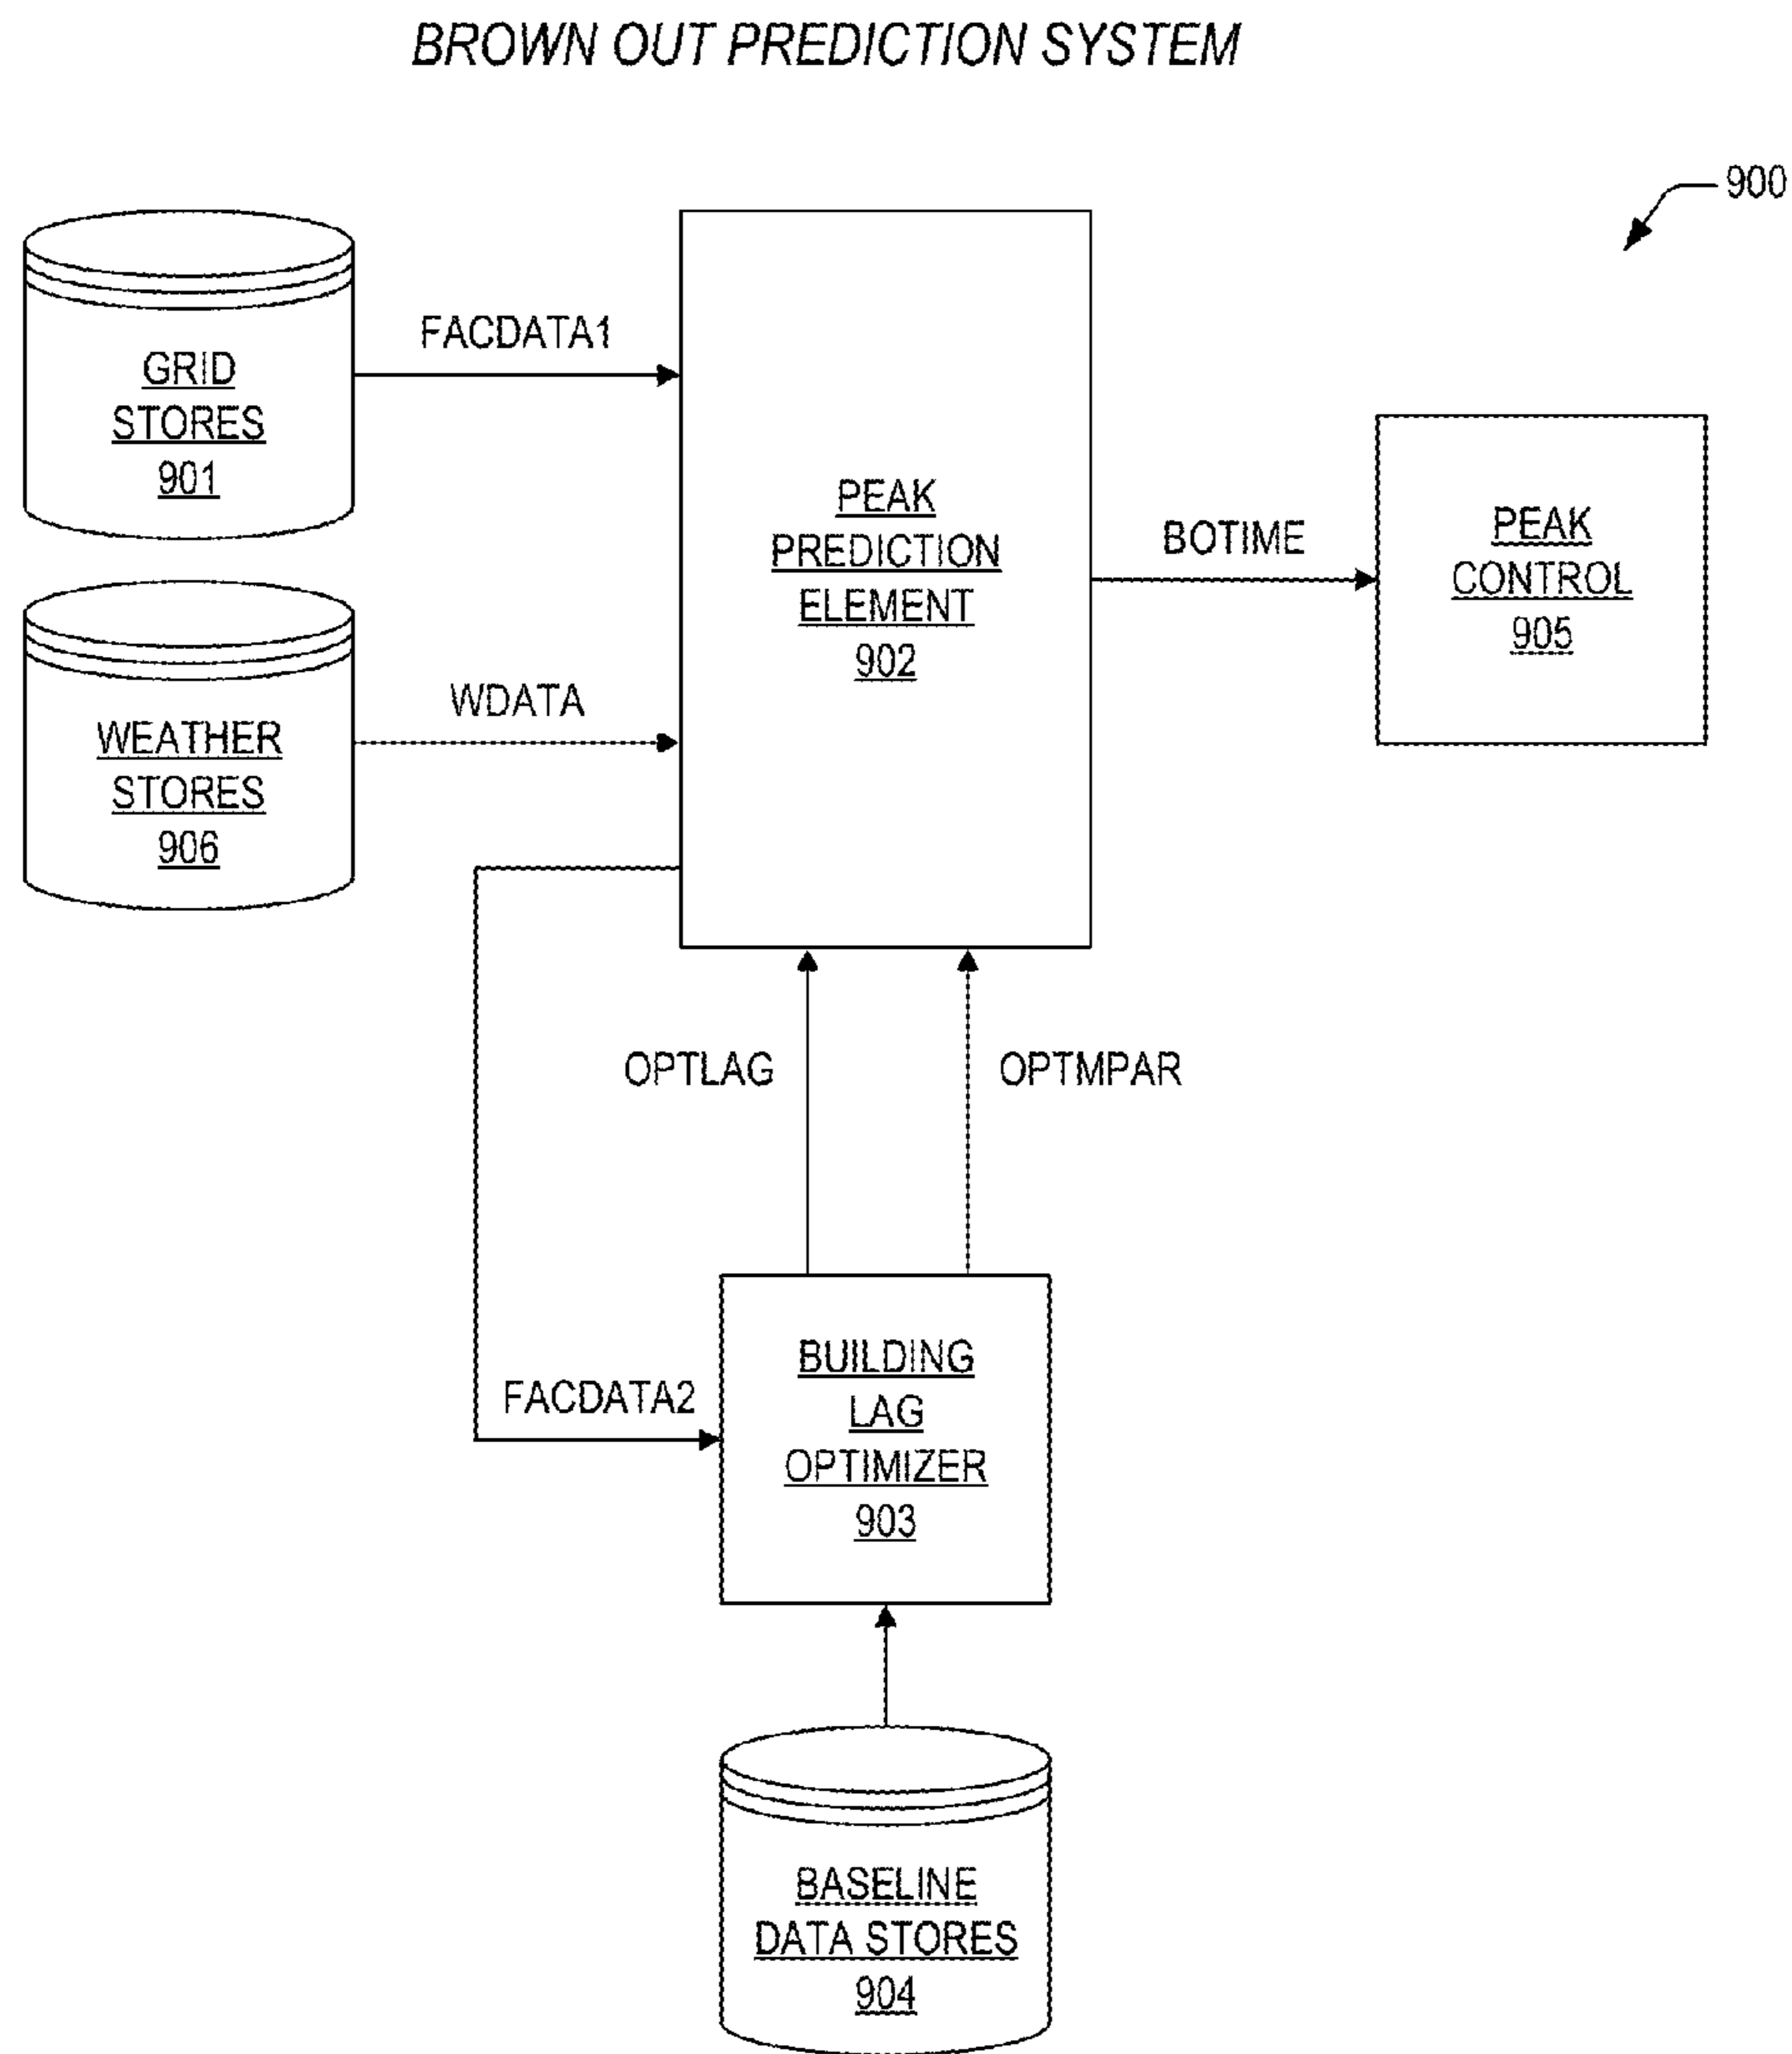 BROWN OUT PREDICTION SYSTEM
900
GRID
STORES
901
FACDATA1
PEAK
PREDICTION
ELEMENT
902
BOTIME
PEAK
CONTROL
905
WEATHER
STORES
906
WDATA
OPTLAG
OPTMPAR
FACDATA2
BUILDING
LAG
OPTIMIZER
903
BASELINE
DATA STORES
904